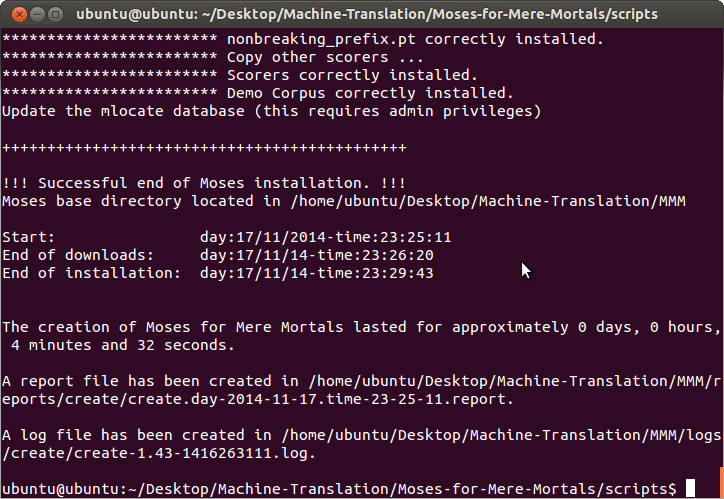 ubuntu@ubuntu: ~/Desktop/Machine-Translation/Moses-for-Mere-Mortals/scripts
************************ nonbreaking_prefix.pt correctly installed.
************************ Copy other scorers ...
************************ Scorers correctly installed.
************************ Demo Corpus correctly installed.
Update the mlocate database (this requires admin privileges)
+++++++++++++++++++++++++++++++++++++++++++++
!!! Successful end of Moses installation. !!!
Moses base directory located in /home/ubuntu/Desktop/Machine-Translation/MMM
Start:                day:17/11/2014-time:23:25:11
End of downloads:     day:17/11/14-time:23:26:20
End of installation:  day:17/11/14-time:23:29:43
The creation of Moses for Mere Mortals lasted for approximately 0 days, 0 hours,
 4 minutes and 32 seconds.
A report file has been created in /home/ubuntu/Desktop/Machine-Translation/MMM/r
eports/create/create.day-2014-11-17.time-23-25-11.report.
A log file has been created in /home/ubuntu/Desktop/Machine-Translation/MMM/logs
/create/create-1.43-1416263111.log.
ubuntu@ubuntu:~/Desktop/Machine-Translation/Moses-for-Mere-Mortals/scripts$